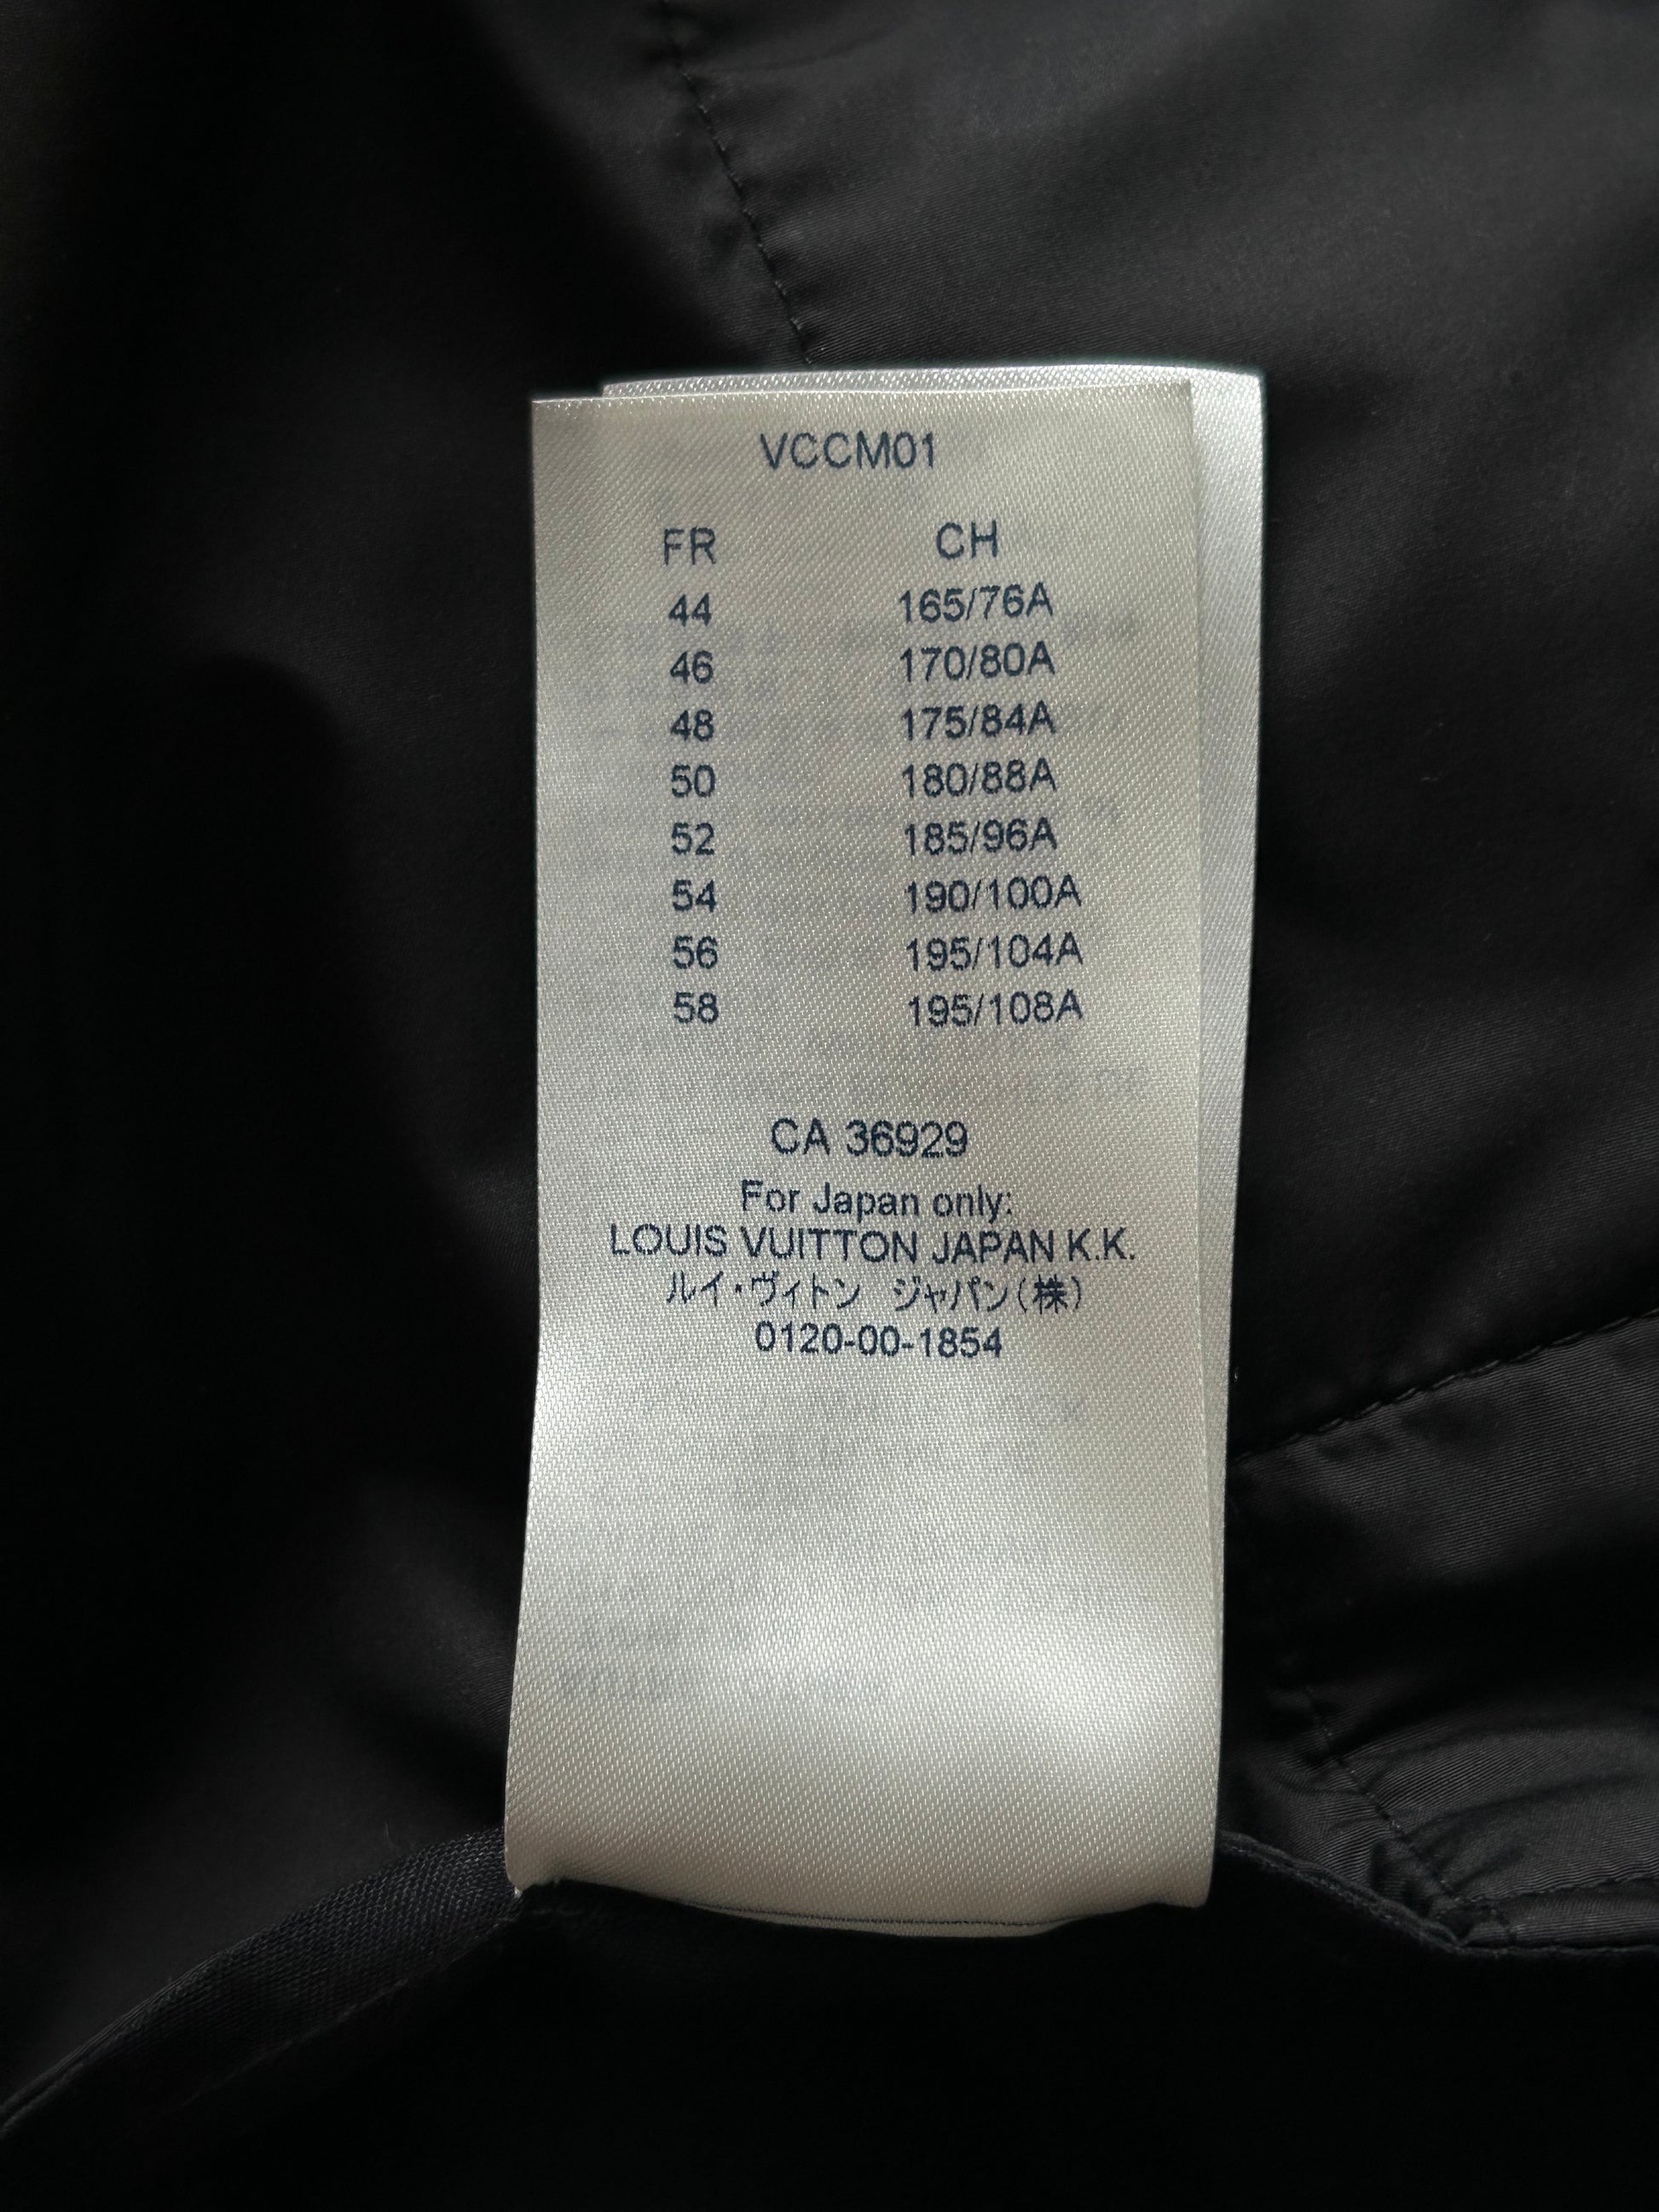 VCCM01
FR CH
44 165/76A
46 170/80A
48 175/84A
50 180/88A
52 185/96A
54 190/100A
56 195/104A
58 195/108A
CA 36929
For Japan only:
LOUIS VUITTON JAPAN K.K.
ルイ・ヴィトン ジャパン(株)
0120-00-1854